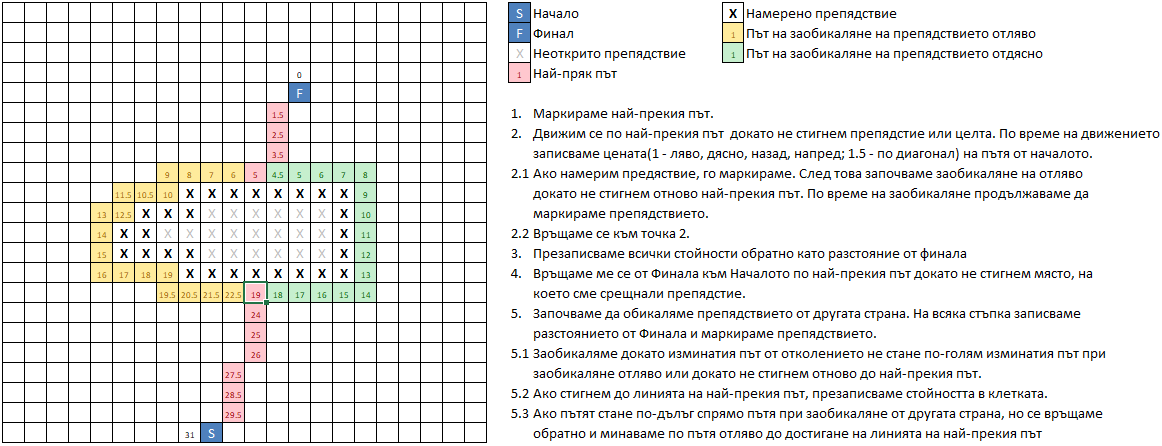 0
F
1.5
2.5
3.5
9 8 7 6 5 4.5 5 6 7 8
11.5 10.5 10 X X X X X X X X 9
13 12.5 X X X X X X X X X X 10
14 X X X X X X X X X X X 11
15 X X X X X X X X X X X 12
16 17 18 19 X X X X X X X X 13
19.5 20.5 21.5 22.5 19 18 17 16 15 14
24
25
26
27.5
28.5
29.5
31 S
S Начало
F Финал
X Неоткрито препядствие
1 Най-пряк път
X Намерено препядствие
1 Път на заобикаляне на препядствието отляво
1 Път на заобикаляне на препядствието отдясно
1. Маркираме най-прекия път.
2. Движим се по най-прекия път докато не стигнем препядстие или целта. По време на движението
записваме цената(1 - ляво, дясно, назад, напред; 1.5 - по диагонал) на пътя от началото.
2.1 Ако намерим предяствие, го маркираме. След това започваме заобикаляне на отляво
докато не стигнем отново най-прекия път. По време на заобикаляне продължаваме да
маркираме препядствието.
2.2 Връщаме се към точка 2.
3. Презаписваме всички стойности обратно като разстояние от финала
4. Връщаме ме се от Финала към Началото по най-прекия път докато не стигнем място, на
което сме срещнали препядстие.
5. Започваме да обикаляме препядствието от другата страна. На всяка стъпка записваме
разстоянието от Финала и маркираме препядствието.
5.1 Заобикаляме докато изминатия път от отколението не стане по-голям изминатия път при
заобикаляне отляво или докато не стигнем отново до най-прекия път.
5.2 Ако стигнем до линията на най-прекия път, презаписваме стойността в клетката.
5.3 Ако пътят стане по-дълъг спрямо пътя при заобикаляне от другата страна, но се връщаме
обратно и минаваме по пътя отляво до достигане на линията на най-прекия път